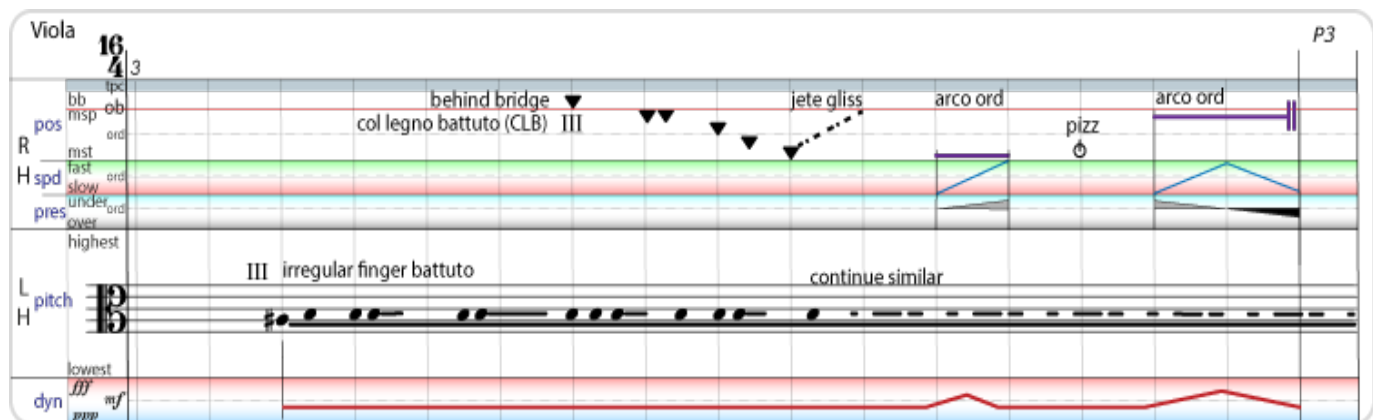 Viola
16
4
3
P3
tpc
bb
ob
behind bridge
jete gliss
arco ord
arco ord
msp
pos
col legno battuto (CLB) III
ord
pizz
R
mst
H
spd
fast
ord
slow
pres
under
ord
over
highest
III irregular finger battuto
continue similar
L
pitch
H
lowest
fff
dyn
mf
ppp